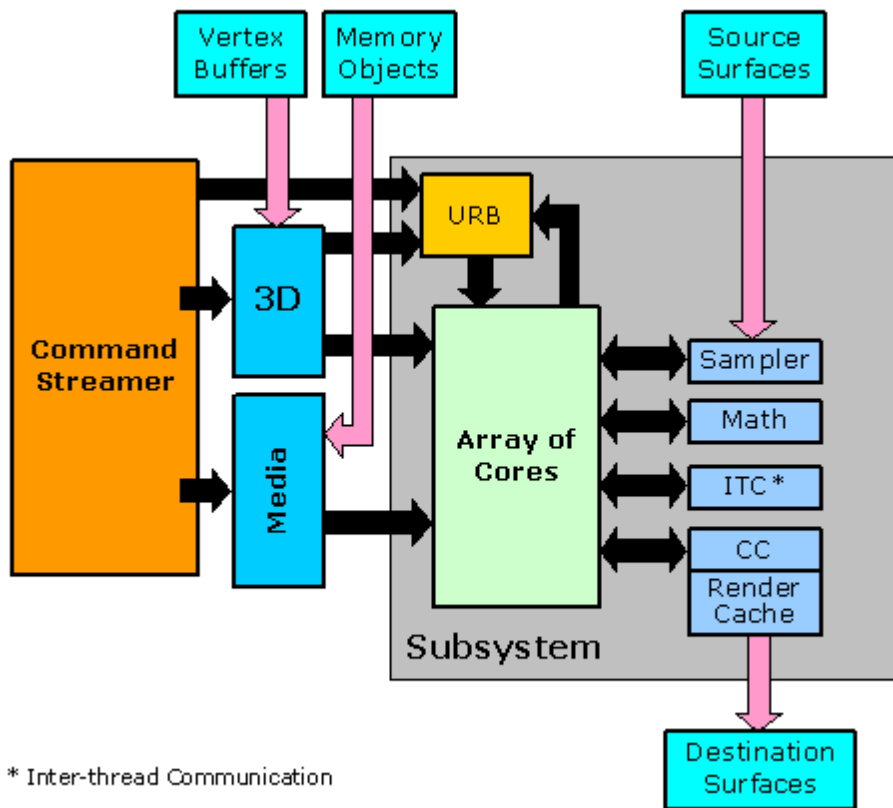 Vertex
Buffers
Memory
Objects
Source
Surfaces
URB
3D
Command
Streamer
Sampler
Math
Array of
Cores
Media
ITC*
CC
Render
Cache
Subsystem
Destination
Surfaces
* Inter-thread Communication